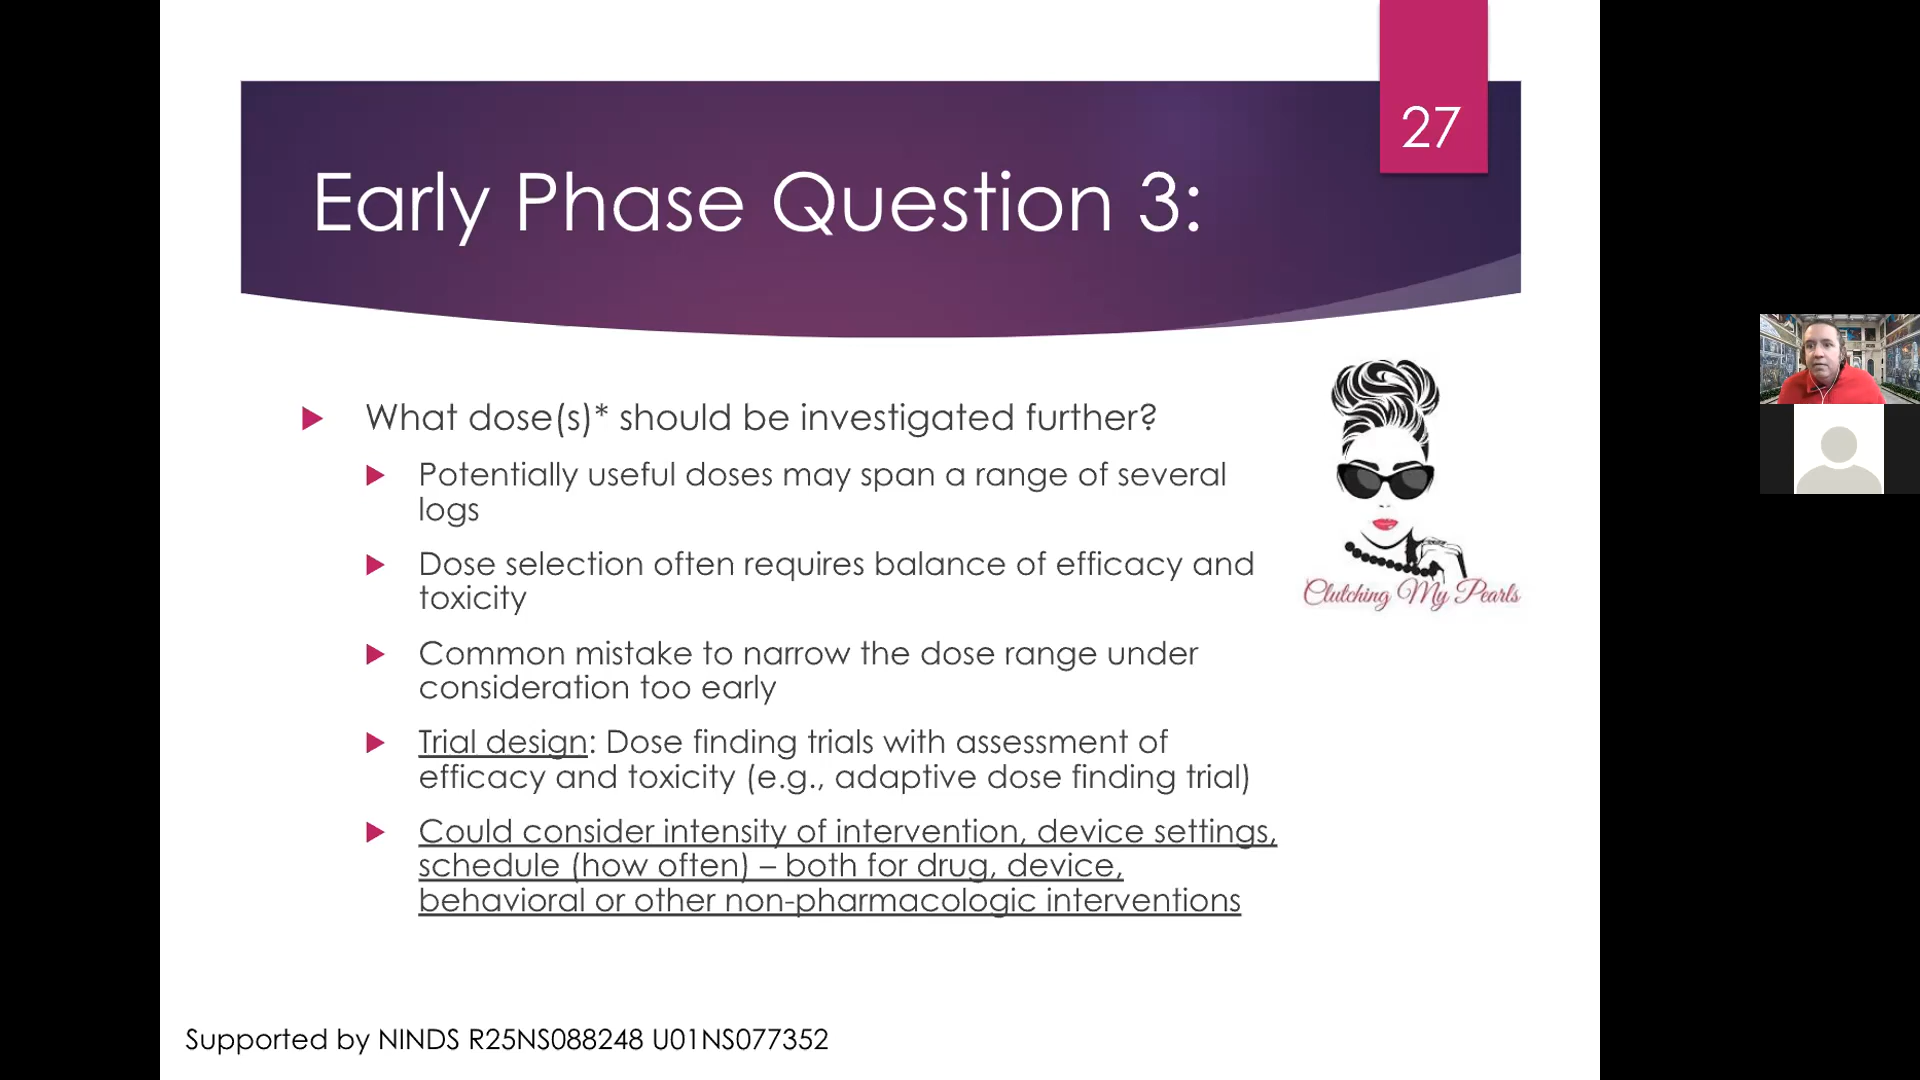 27
Early Phase Question 3:
What dose(s)* should be investigated further?
Potentially useful doses may span a range of several
logs
Dose selection often requires balance of efficacy and
toxicity
Common mistake to narrow the dose range under
consideration too early
Trial design: Dose finding trials with assessment of
efficacy and toxicity (e.g., adaptive dose finding trial)
Could consider intensity of intervention, device settings,
schedule (how often) – both for drug, device,
behavioral or other non-pharmacologic interventions
Clutching My Pearls
Supported by NINDS R25NS088248 U01NS077352